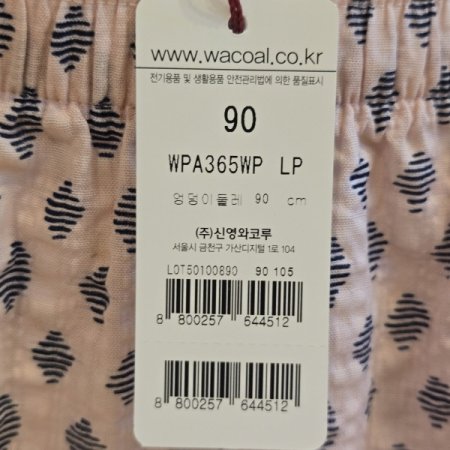 www.wacoal.co.kr
전기용품 및 생활용품 안전관리법에 의한 품질표시
90
WPA365WP LP
엉덩이둘레 90 cm
(주)신영와코루
서울시 금천구 가산디지털 1로 104
LOT50100890 90 105
8 800257 644512
8 800257 644512